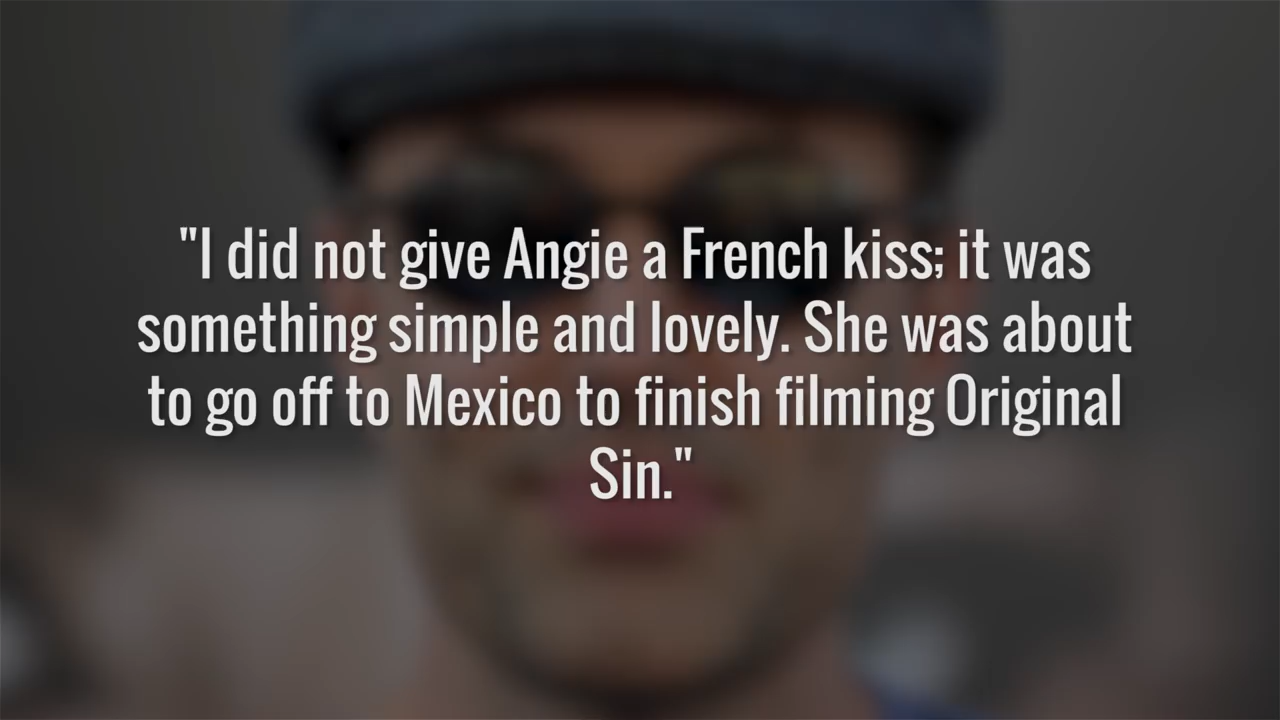 "I did not give Angie a French kiss; it was
something simple and lovely. She was about
to go off to Mexico to finish filming Original
Sin."